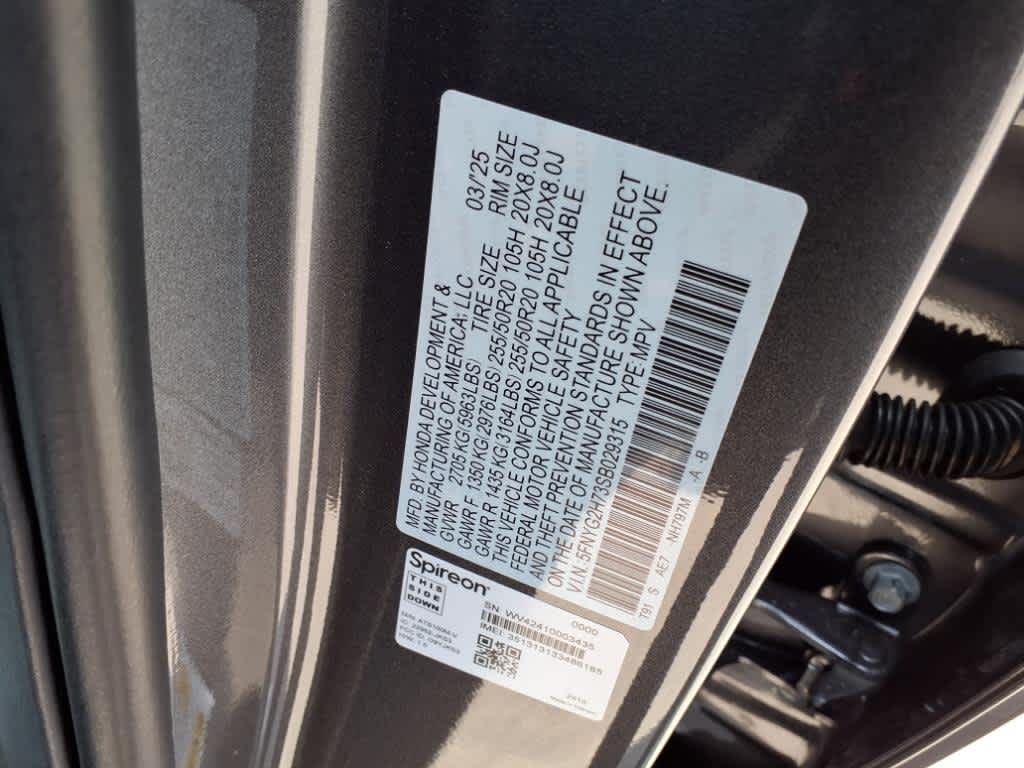 MFD. BY HONDA DEVELOPMENT &
MANUFACTURING OF AMERICA, LLC 03/'25
GVWR 2705 KG(5963LBS) TIRE SIZE RIM SIZE
GAWR F 1350 KG(2976LBS) 255/50R20 105H 20X8.0J
GAWR R 1435 KG(3164LBS) 255/50R20 105H 20X8.0J
THIS VEHICLE CONFORMS TO ALL APPLICABLE
FEDERAL MOTOR VEHICLE SAFETY
AND THEFT PREVENTION STANDARDS IN EFFECT
ON THE DATE OF MANUFACTURE SHOWN ABOVE.
V.I.N.:5FNYG2H73SB029315 TYPE:MPV
T91 S AE7 NH797M A B
Spireon
THIS
SIDE
DOWN
0000
SN: WV42410003435
IMEI: 351313133486185